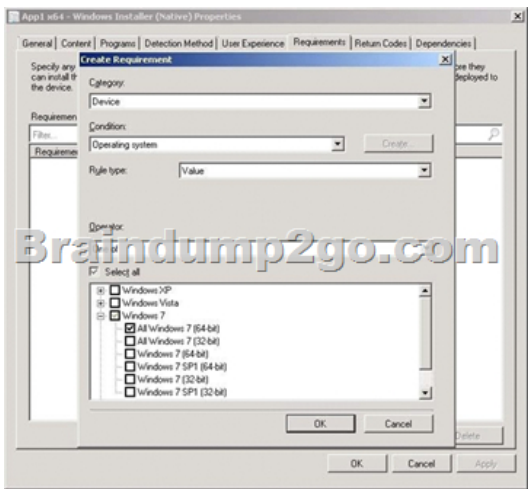 App1 x64 - Windows Installer (Native) Properties
General | Content | Programs | Detection Method | User Experience | Requirements | Return Codes | Dependencies
Specify any
can install th
the device.
ore they
deployed to
Create Requirement
Category:
Device
Condition:
Operating system
Create...
Rule type:
Value
Operator:
Select all
Windows XP
Windows Vista
Windows 7
All Windows 7 (64-bit)
All Windows 7 (32-bit)
Windows 7 (64-bit)
Windows 7 SP1 (64-bit)
Windows 7 (32-bit)
Windows 7 SP1 (32-bit)
OK
Cancel
Requiremen
Filter...
Requireme
Delete
OK
Cancel
Apply
Braindump2go.com